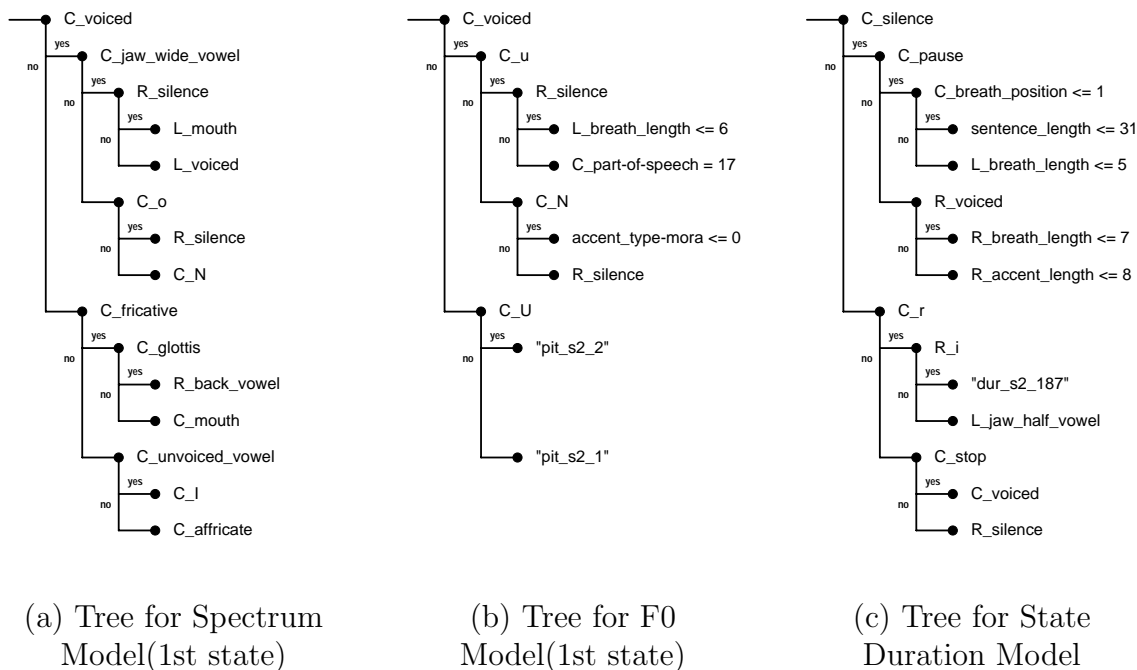 C_voiced
yes
no
C_jaw_wide_vowel
yes
no
R_silence
yes
no
L_mouth
L_voiced
C_o
yes
no
R_silence
C_N
C_fricative
yes
no
C_glottis
yes
no
R_back_vowel
C_mouth
C_unvoiced_vowel
yes
no
C_I
C_affricate
(a) Tree for Spectrum
Model(1st state)
C_voiced
yes
no
C_u
yes
no
R_silence
yes
no
L_breath_length <= 6
C_part-of-speech = 17
C_N
yes
no
accent_type-mora <= 0
R_silence
C_U
yes
no
"pit_s2_2"
"pit_s2_1"
(b) Tree for F0
Model(1st state)
C_silence
yes
no
C_pause
yes
no
C_breath_position <= 1
yes
no
sentence_length <= 31
L_breath_length <= 5
R_voiced
yes
no
R_breath_length <= 7
R_accent_length <= 8
C_r
yes
no
R_i
yes
no
"dur_s2_187"
L_jaw_half_vowel
C_stop
yes
no
C_voiced
R_silence
(c) Tree for State
Duration Model